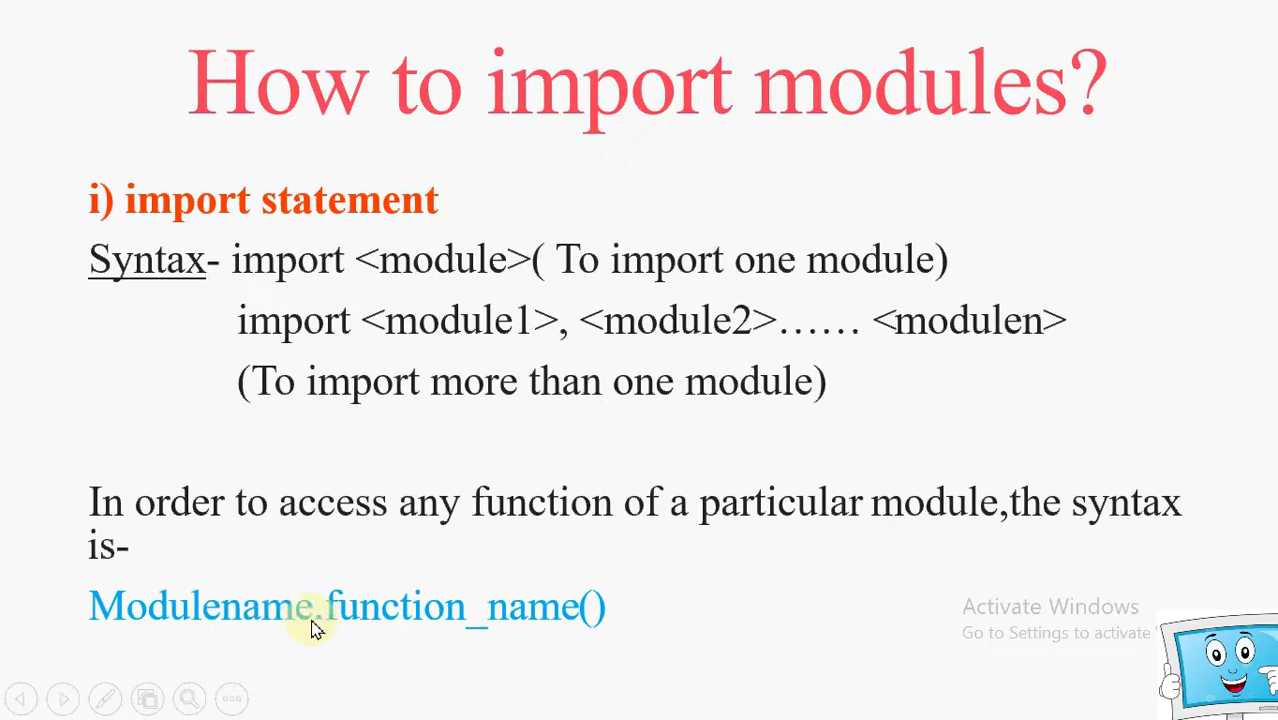 How to import modules?
i) import statement
Syntax- import <module>( To import one module)
import <module1>, <module2>…… <modulen>
(To import more than one module)
In order to access any function of a particular module,the syntax
is-
Modulename.function_name()
Activate Windows
Go to Settings to activate